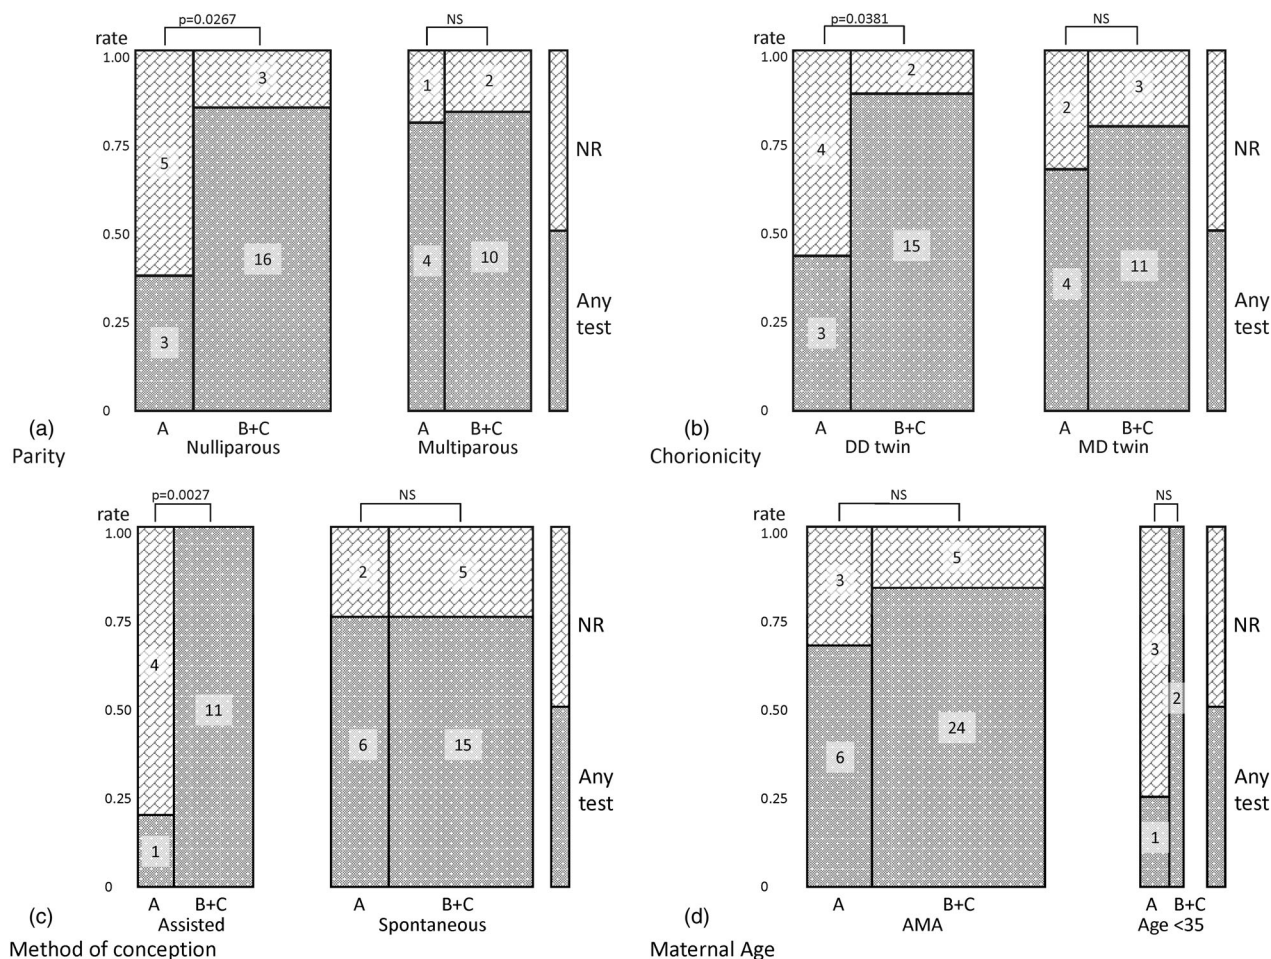 p=0.0267
NS
rate
1.00
0.75
0.50
0.25
0
5
3
3
16
1
2
4
10
NR
Any
test
A
B+C
A
B+C
Nulliparous
Multiparous
(a)
Parity
p=0.0381
NS
rate
1.00
0.75
0.50
0.25
0
4
2
3
15
2
3
4
11
NR
Any
test
A
B+C
A
B+C
DD twin
MD twin
(b)
Chorionicity
p=0.0027
NS
rate
1.00
0.75
0.50
0.25
0
4
1
11
2
5
6
15
NR
Any
test
A
B+C
A
B+C
Assisted
Spontaneous
(c)
Method of conception
NS
NS
rate
1.00
0.75
0.50
0.25
0
3
5
6
24
3
2
1
NR
Any
test
A
B+C
A
B+C
AMA
Age <35
(d)
Maternal Age